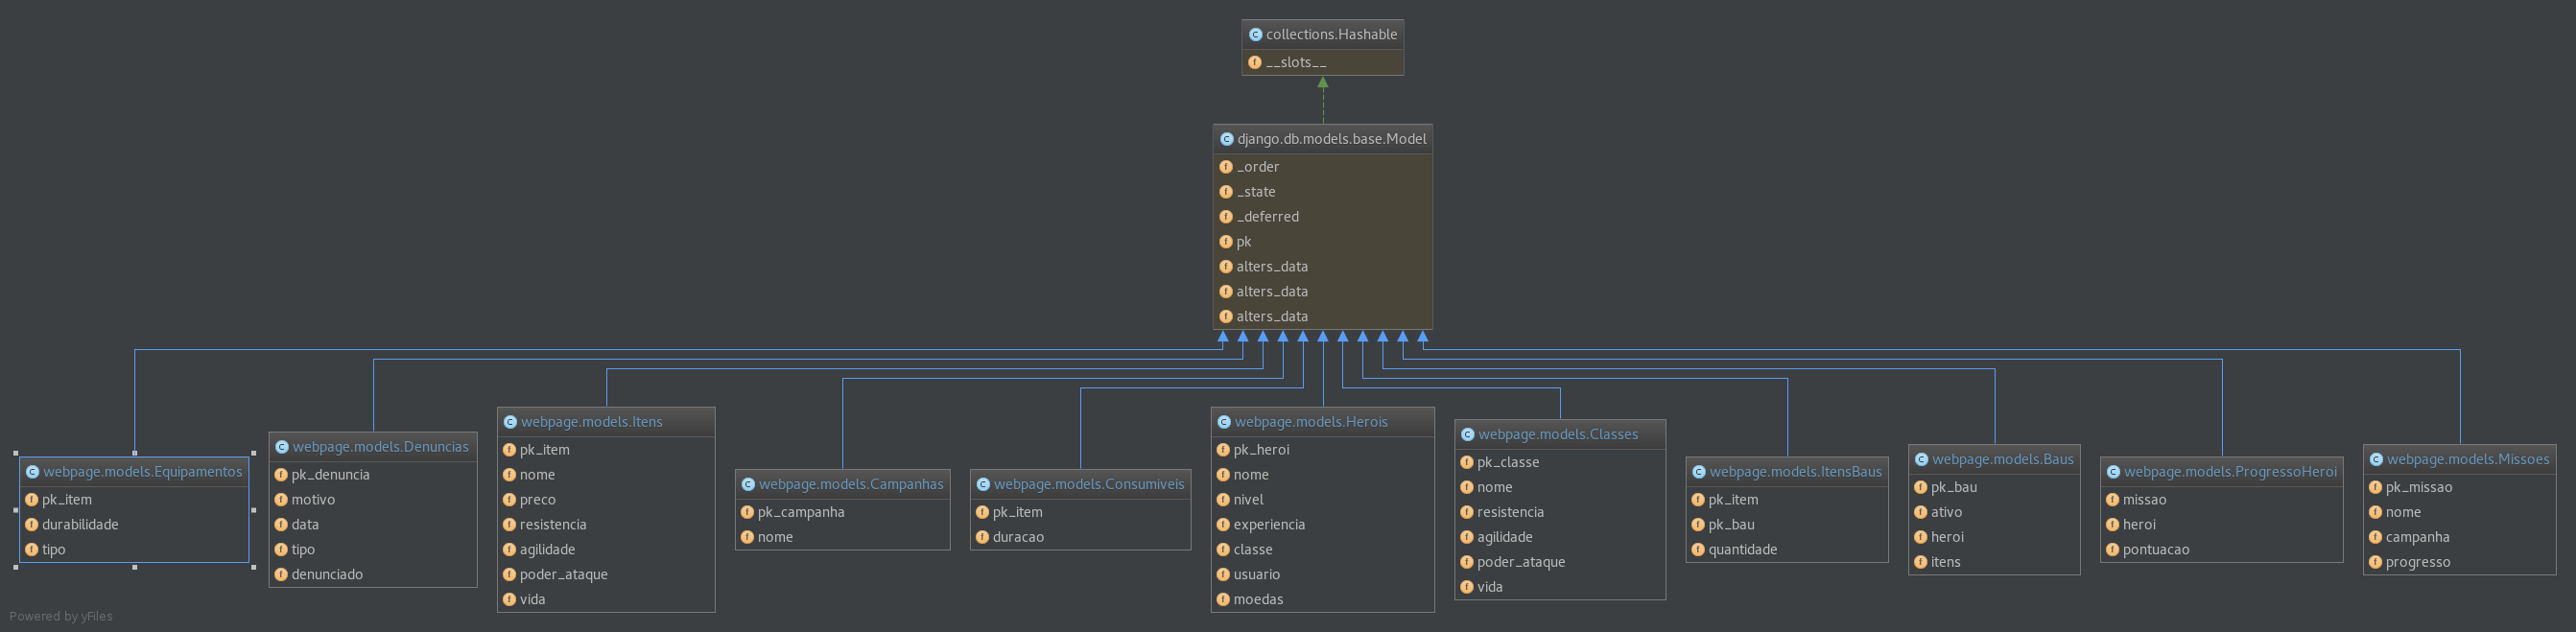 collections.Hashable
__slots__
django.db.models.base.Model
_order
_state
_deferred
pk
alters_data
alters_data
alters_data
webpage.models.Equipamentos
pk_item
durabilidade
tipo
webpage.models.Denuncias
pk_denuncia
motivo
data
tipo
denunciado
webpage.models.Itens
pk_item
nome
preco
resistencia
agilidade
poder_ataque
vida
webpage.models.Campanhas
pk_campanha
nome
webpage.models.Consumiveis
pk_item
duracao
webpage.models.Herois
pk_heroi
nome
nivel
experiencia
classe
usuario
moedas
webpage.models.Classes
pk_classe
nome
resistencia
agilidade
poder_ataque
vida
webpage.models.ItensBaus
pk_item
pk_bau
quantidade
webpage.models.Baus
pk_bau
ativo
heroi
itens
webpage.models.ProgressoHeroi
missao
heroi
pontuacao
webpage.models.Missoes
pk_missao
nome
campanha
progresso
Powered by yFiles